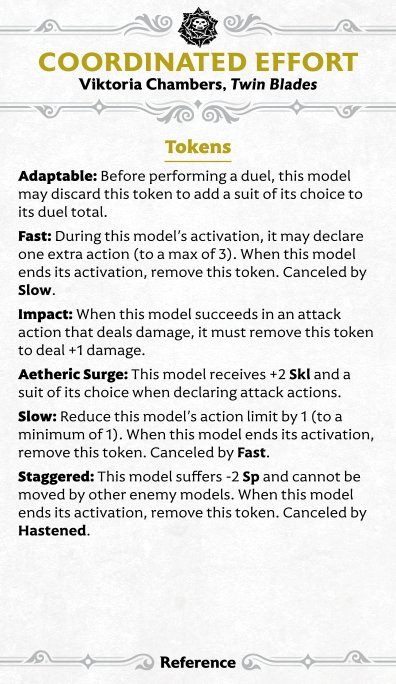 COORDINATED EFFORT
Viktoria Chambers, Twin Blades
Tokens
Adaptable: Before performing a duel, this model
may discard this token to add a suit of its choice to
its duel total.
Fast: During this model's activation, it may declare
one extra action (to a max of 3). When this model
ends its activation, remove this token. Canceled by
Slow.
Impact: When this model succeeds in an attack
action that deals damage, it must remove this token
to deal +1 damage.
Aetheric Surge: This model receives +2 Skl and a
suit of its choice when declaring attack actions.
Slow: Reduce this model's action limit by 1 (to a
minimum of 1). When this model ends its activation,
remove this token. Canceled by Fast.
Staggered: This model suffers -2 Sp and cannot be
moved by other enemy models. When this model
ends its activation, remove this token. Canceled by
Hastened.
Reference